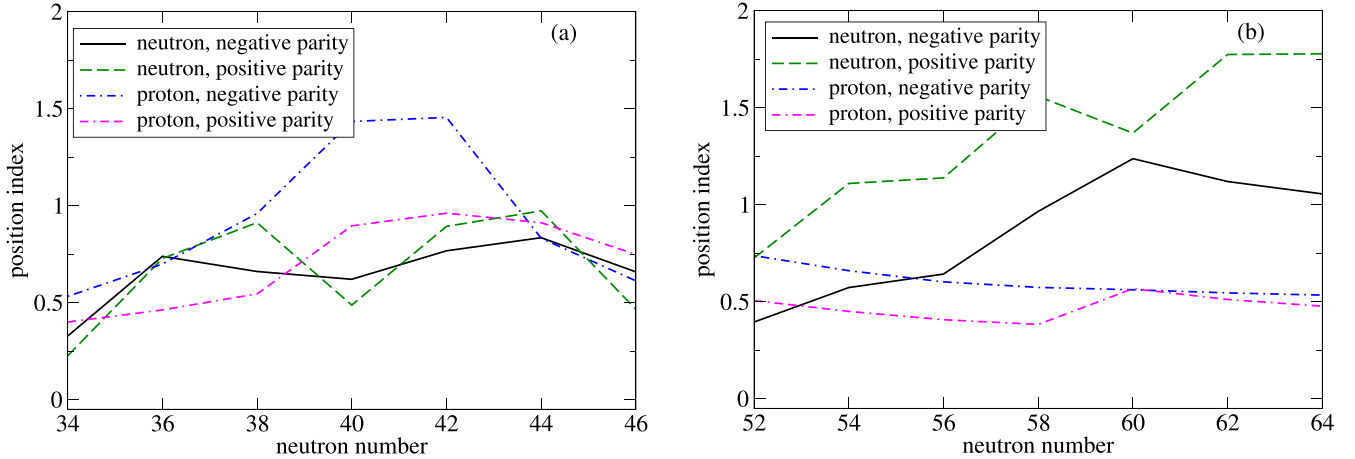 2
(a)
neutron, negative parity
neutron, positive parity
proton, negative parity
proton, positive parity
1.5
1
0.5
0
position index
34 36 38 40 42 44 46
neutron number
2
(b)
neutron, negative parity
neutron, positive parity
proton, negative parity
proton, positive parity
1.5
1
0.5
0
position index
52 54 56 58 60 62 64
neutron number